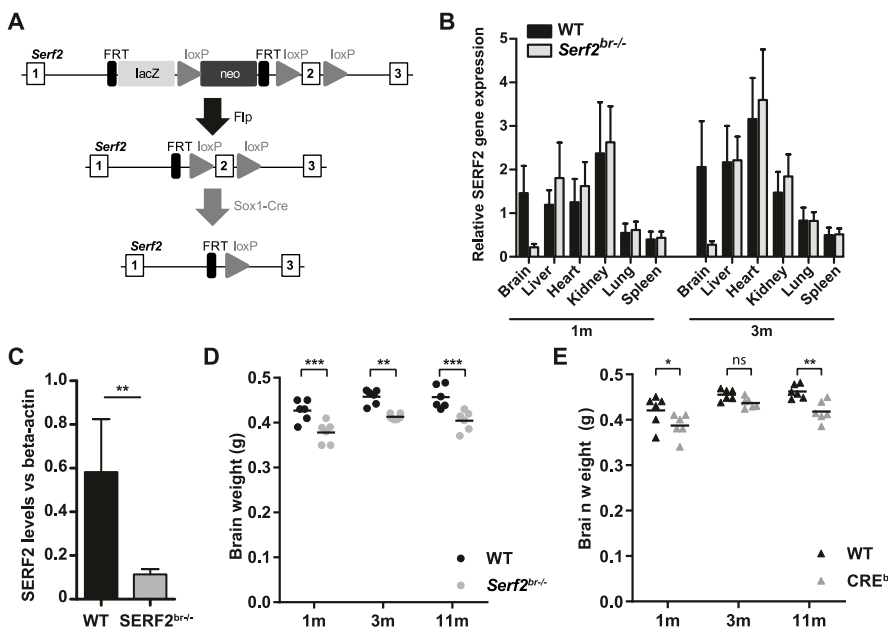 A
Serf2
FRT
loxP
FRT
loxP
loxP
1
lacZ
neo
2
3
Flp
Serf2
FRT
loxP
loxP
1
2
3
Sox1-Cre
Serf2
FRT
loxP
1
3
B
WT
Serf2br-/-
Relative SERF2 gene expression
5
4
3
2
1
0
Brain
Liver
Heart
Kidney
Lung
Spleen
Brain
Liver
Heart
Kidney
Lung
Spleen
1m
3m
C
SERF2 levels vs beta-actin
1.0
0.8
0.6
0.4
0.2
0
**
WT
SERF2br-/-
D
Brain weight (g)
0.5
0.4
0.3
0.2
0.1
0.0
***
**
***
WT
Serf2br-/-
1m
3m
11m
E
Brai n w eight (g)
0.5
0.4
0.3
0.2
0.1
0.0
*
ns
**
WT
CREb
1m
3m
11m